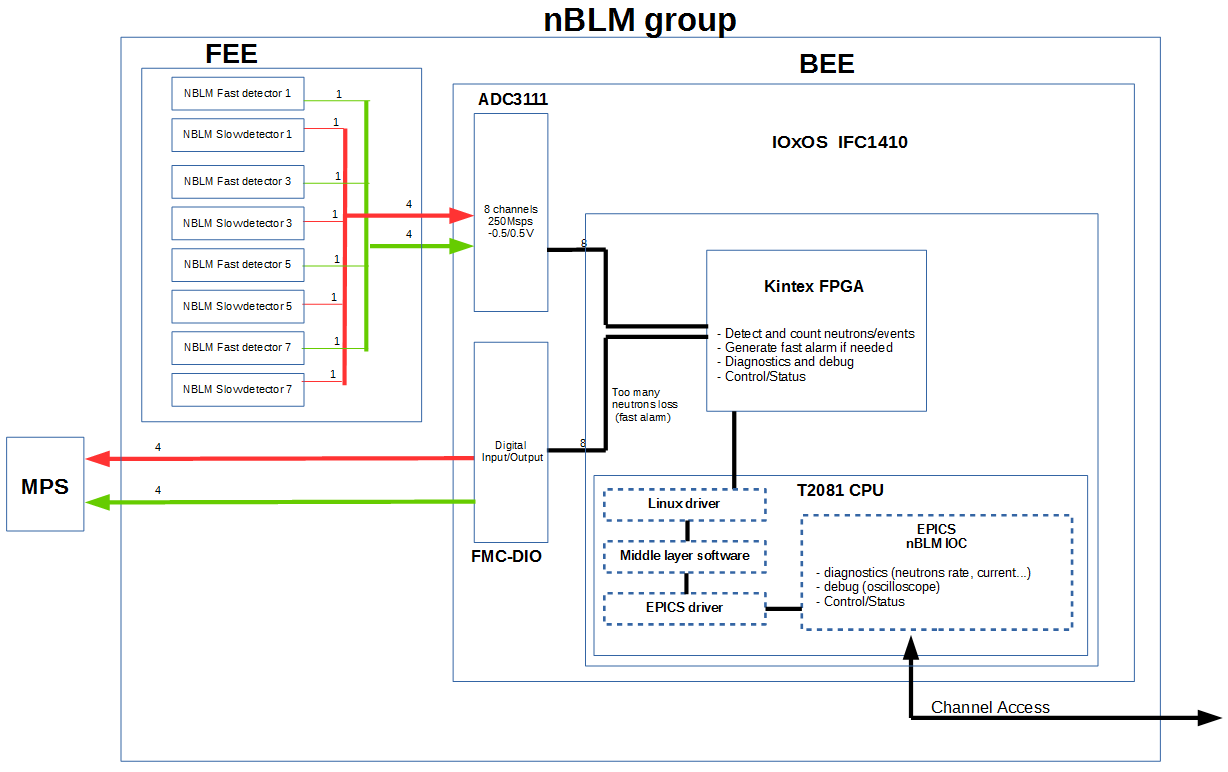 nBLM group
FEE
BEE
NBLM Fast detector 1
1
NBLM Slowdetector 1
1
NBLM Fast detector 3
1
NBLM Slowdetector 3
1
NBLM Fast detector 5
1
NBLM Slowdetector 5
1
NBLM Fast detector 7
1
NBLM Slowdetector 7
1
4
4
ADC3111
8 channels
250Msps
-0.5/0.5V
8
IOxOS IFC1410
Kintex FPGA
- Detect and count neutrons/events
- Generate fast alarm if needed
- Diagnostics and debug
- Control/Status
Too many
neutrons loss
(fast alarm)
8
Digital
Input/Output
FMC-DIO
MPS
4
4
T2081 CPU
Linux driver
Middle layer software
EPICS driver
EPICS
nBLM IOC
- diagnostics (neutrons rate, current...)
- debug (oscilloscope)
- Control/Status
Channel Access